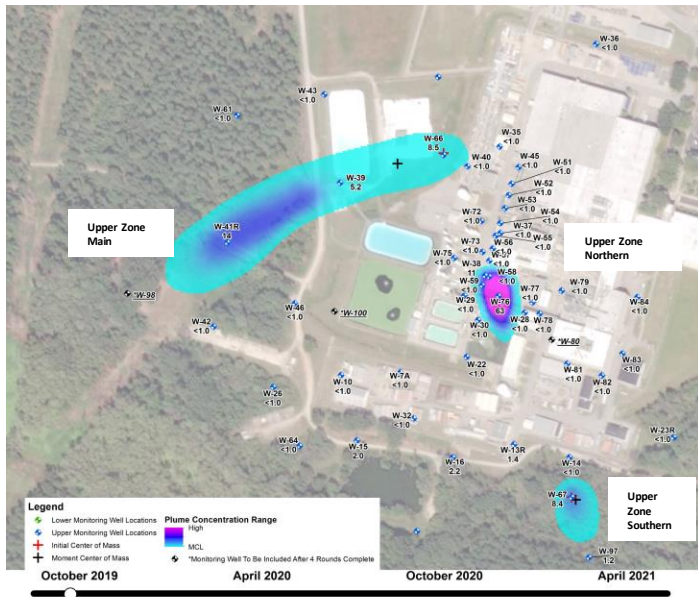 W-36
<1.0
W-43
<1.0
W-61
<1.0
W-66
8.5
W-35
<1.0
W-40
<1.0
W-45
<1.0
W-51
<1.0
W-52
<1.0
W-53
<1.0
W-54
<1.0
W-39
5.2
W-41R
14
W-72
<1.0
W-37
<1.0
W-55
<1.0
Upper Zone
Main
Upper Zone
Northern
W-73
<1.0
W-56
<1.0
W-75
<1.0
W-38
11
W-58
<1.0
W-59
<1.0
W-76
63
W-77
<1.0
W-79
<1.0
W-84
<1.0
*W-98
W-29
<1.0
W-46
<1.0
*W-100
W-42
<1.0
W-30
<1.0
W-28
<1.0
W-78
<1.0
*W-80
W-22
<1.0
W-83
<1.0
W-81
<1.0
W-82
<1.0
W-10
<1.0
W-7A
<1.0
W-26
<1.0
W-32
<1.0
W-23R
<1.0
W-64
<1.0
W-15
2.0
W-16
2.2
W-13R
1.4
W-14
<1.0
W-67
8.4
Upper
Zone
Southern
W-97
1.2
Legend
Lower Monitoring Well Locations
Upper Monitoring Well Locations
Initial Center of Mass
Moment Center of Mass
Plume Concentration Range
High
MCL
*Monitoring Well To Be Included After 4 Rounds Complete
October 2019
April 2020
October 2020
April 2021